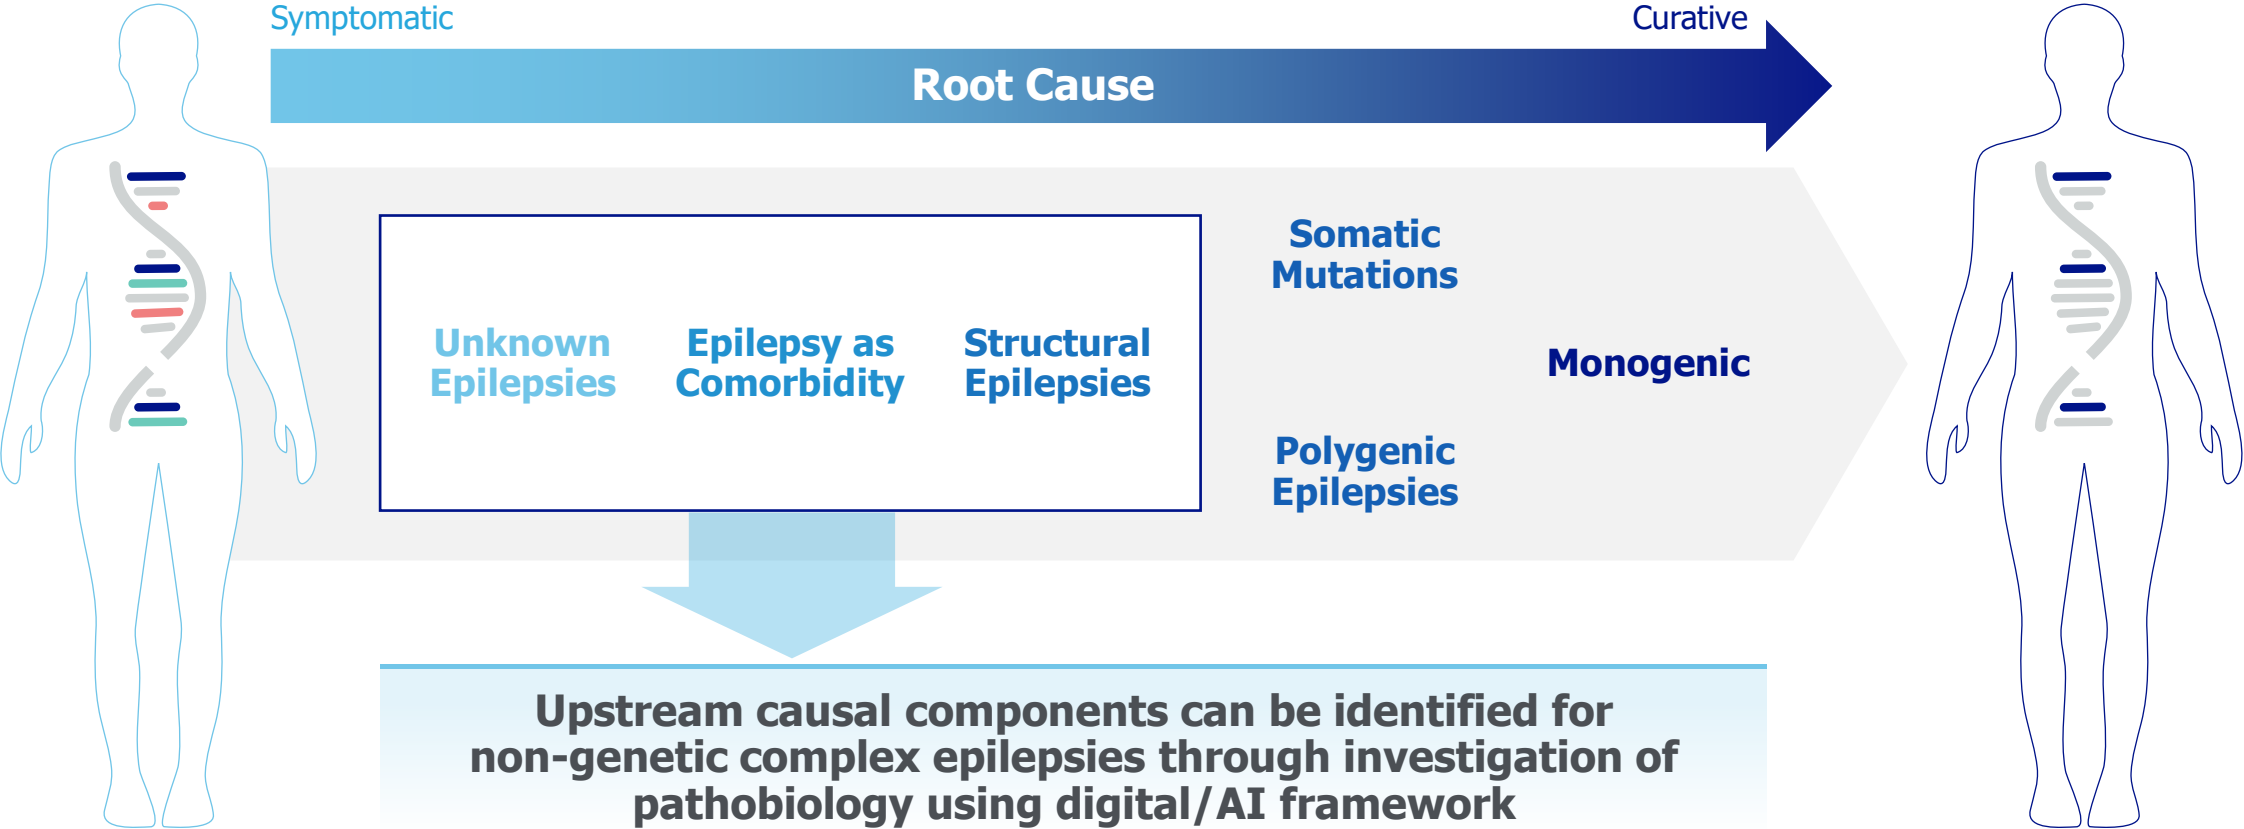 Symptomatic
Curative
Root Cause
Somatic
Mutations
Unknown
Epilepsies
Epilepsy as
Comorbidity
Structural
Epilepsies
Monogenic
Polygenic
Epilepsies
Upstream causal components can be identified for
non-genetic complex epilepsies through investigation of
pathobiology using digital/AI framework